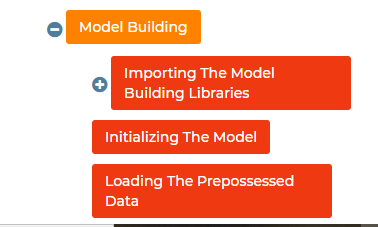 Model Building
Importing The Model
Building Libraries
Initializing The Model
Loading The Prepossessed
Data